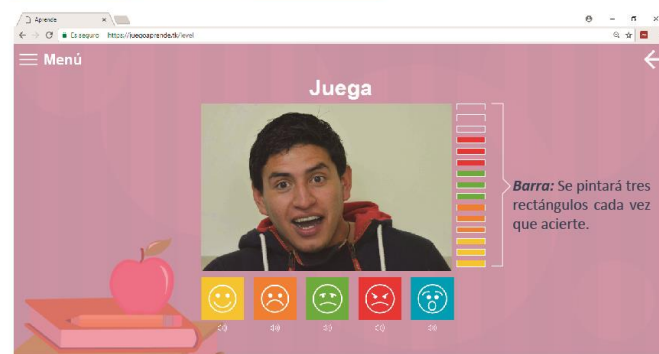 Aprende
Es seguro https://juegoaprende.tk/level
Menú
Juega
Barra: Se pintará tres
rectángulos cada vez
que acierte.